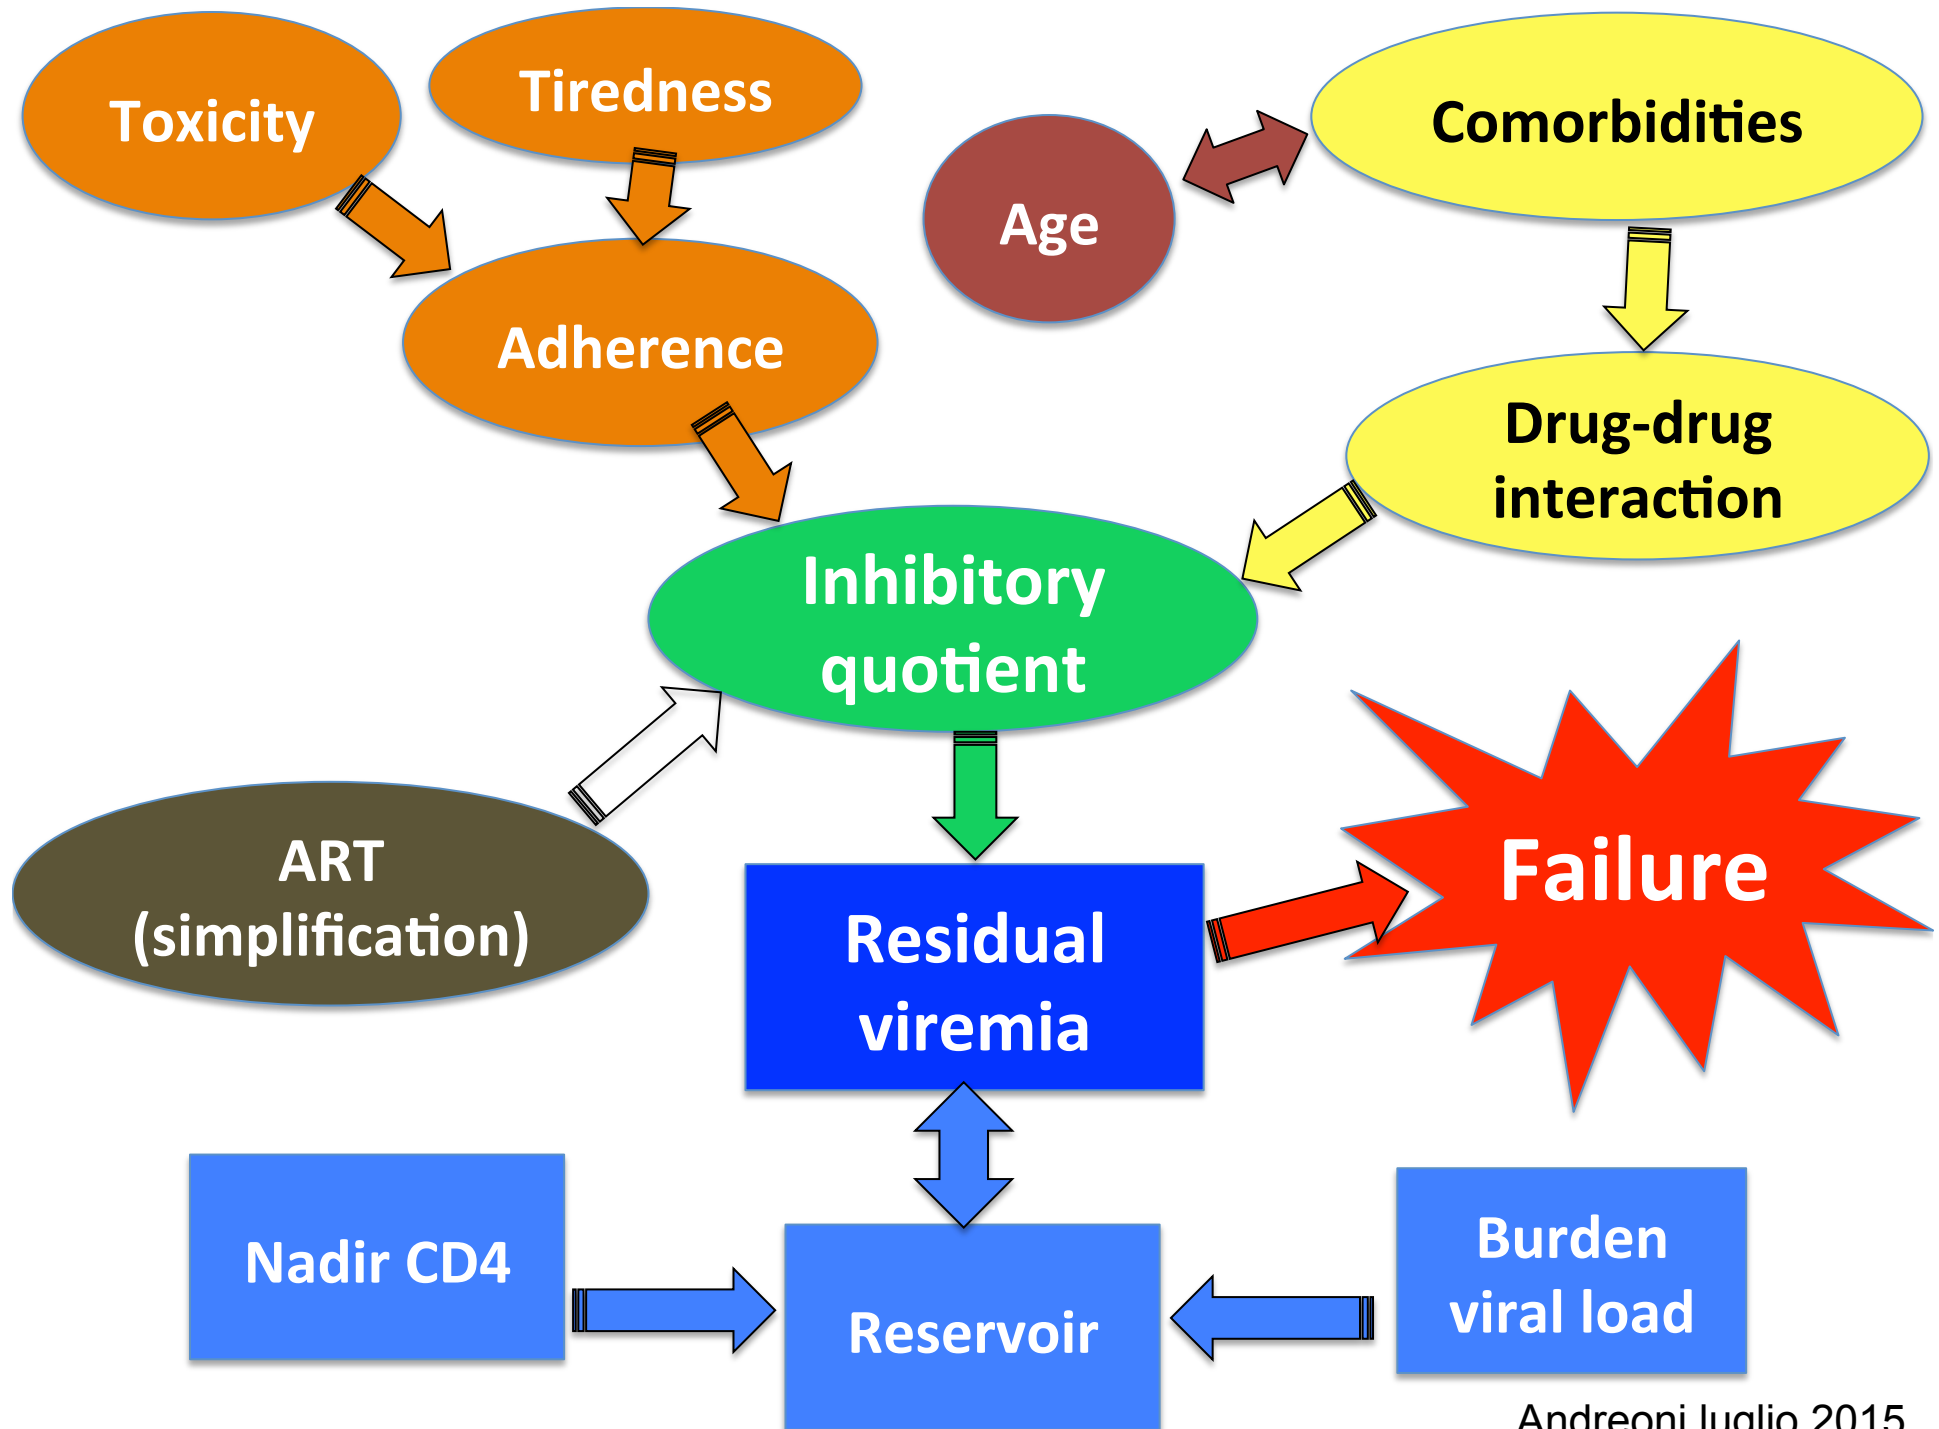 Toxicity
Tiredness
Comorbidities
Age
Adherence
Drug-drug
interaction
Inhibitory
quotient
ART
(simplification)
Failure
Residual
viremia
Nadir CD4
Reservoir
Burden
viral load
Andreoni luglio 2015